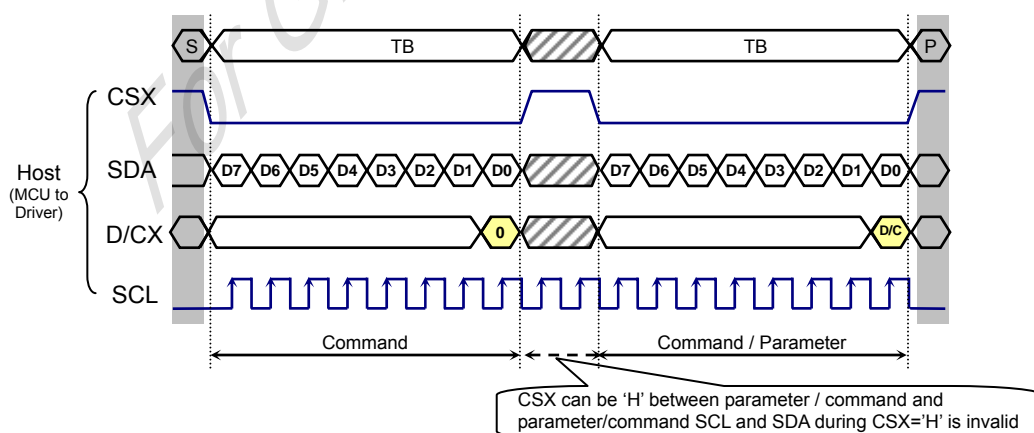 S TB TB P
CSX
Host
(MCU to
Driver)
SDA D7 D6 D5 D4 D3 D2 D1 D0 D7 D6 D5 D4 D3 D2 D1 D0
D/CX 0 D/C
SCL
Command Command / Parameter
CSX can be ‘H’ between parameter / command and
parameter/command SCL and SDA during CSX=’H’ is invalid
For